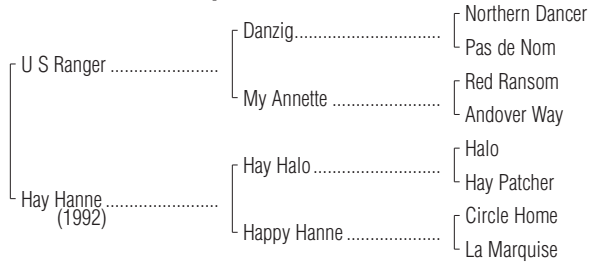 Northern Dancer
Danzig........................................
Pas de Nom
U S Ranger .............................
Red Ransom
My Annette .............................
Andover Way
Halo
Hay Halo ..................................
Hay Patcher
Hay Hanne .............................
(1992)
Circle Home
Happy Hanne .........................
La Marquise